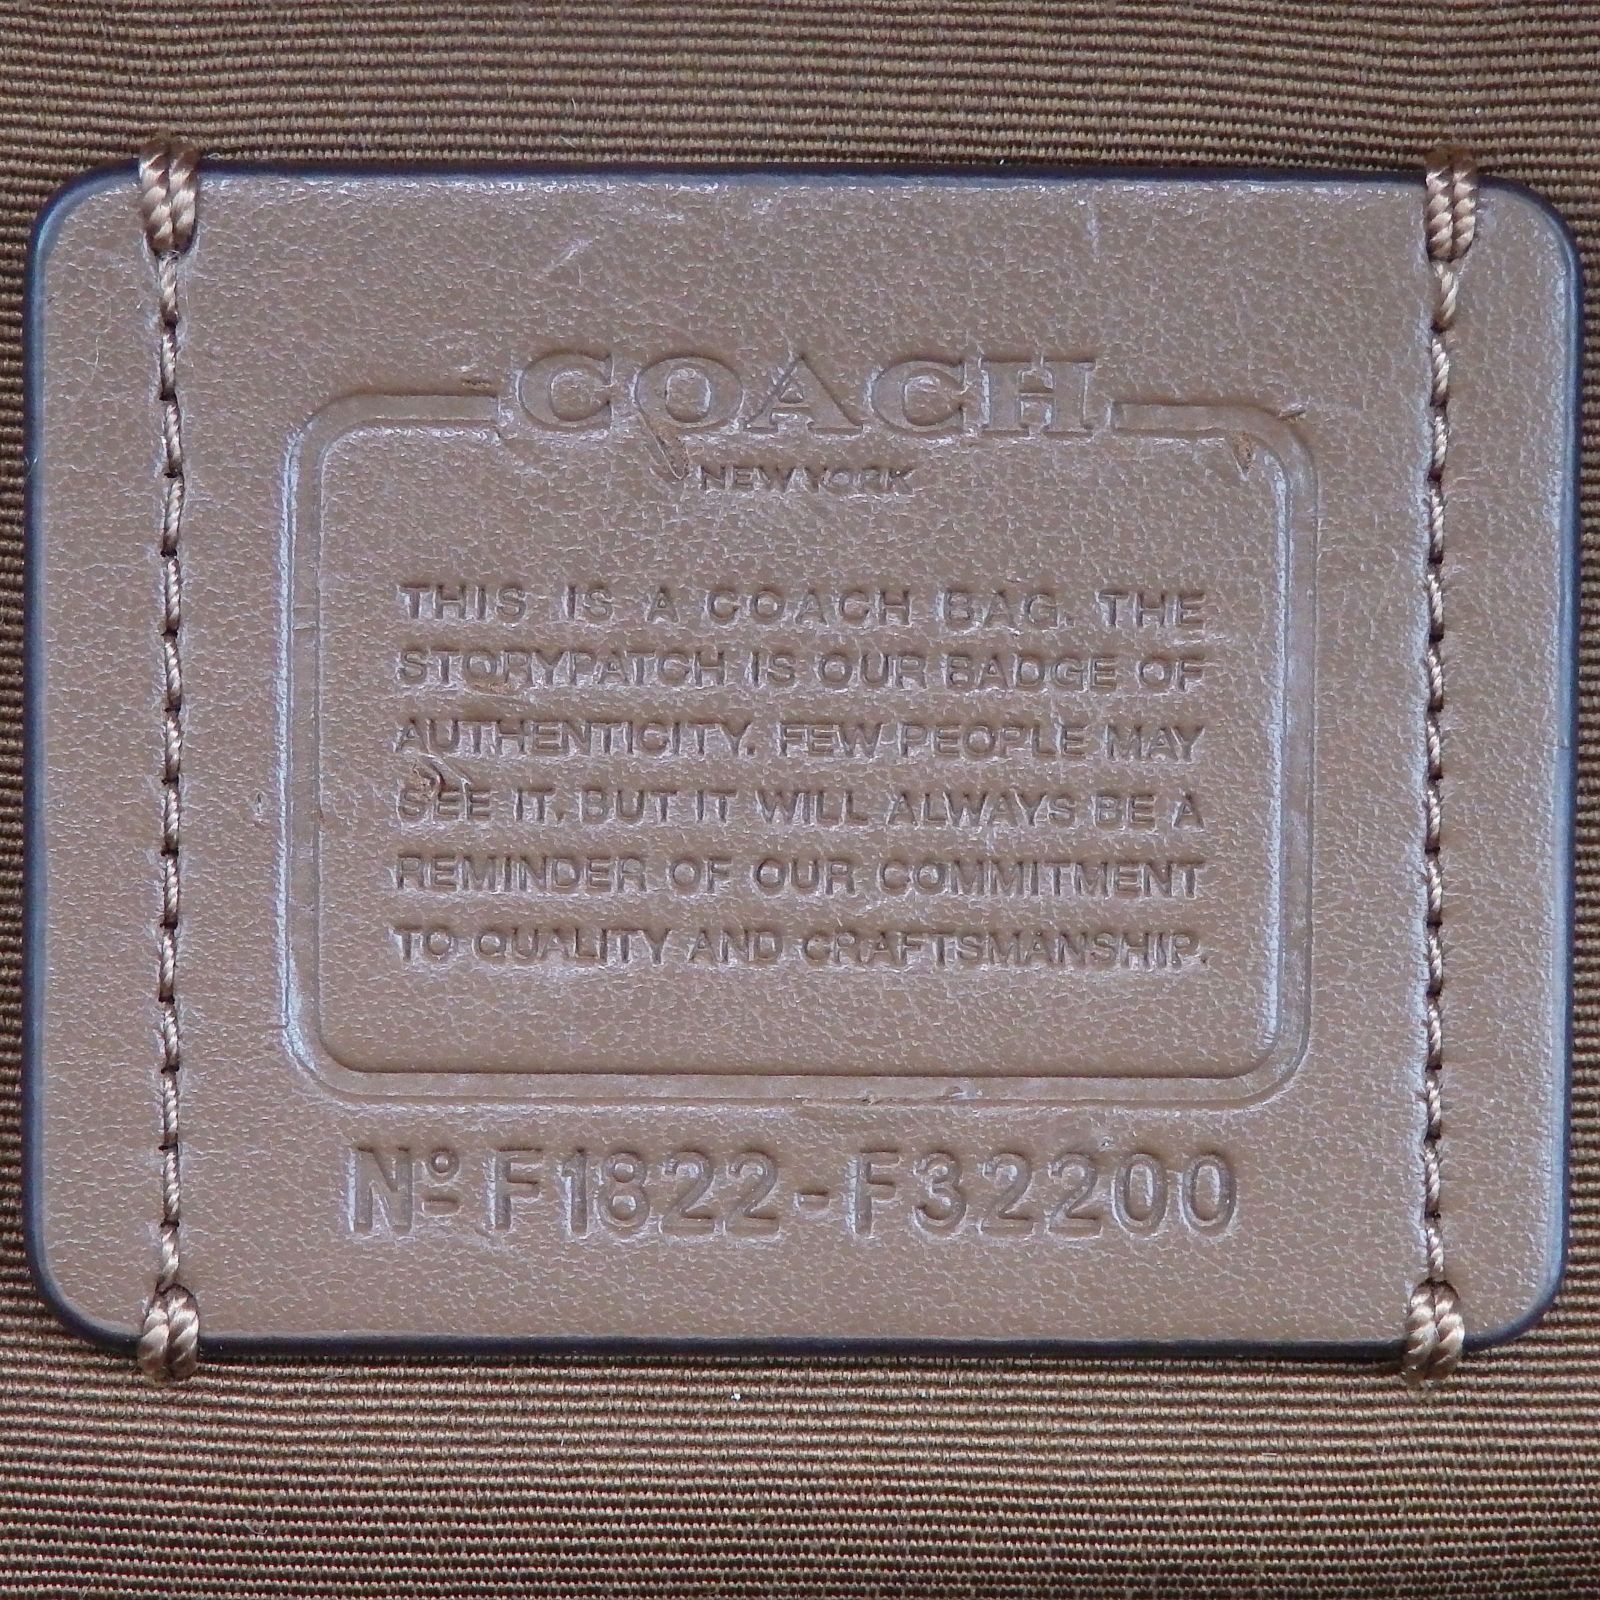 COACH
NEW YORK
THIS IS A COACH BAG. THE
STORYPATCH IS OUR BADGE OF
AUTHENTICITY. FEW PEOPLE MAY
SEE IT, BUT IT WILL ALWAYS BE A
REMINDER OF OUR COMMITMENT
TO QUALITY AND CRAFTSMANSHIP.
Nº F1822-F32200